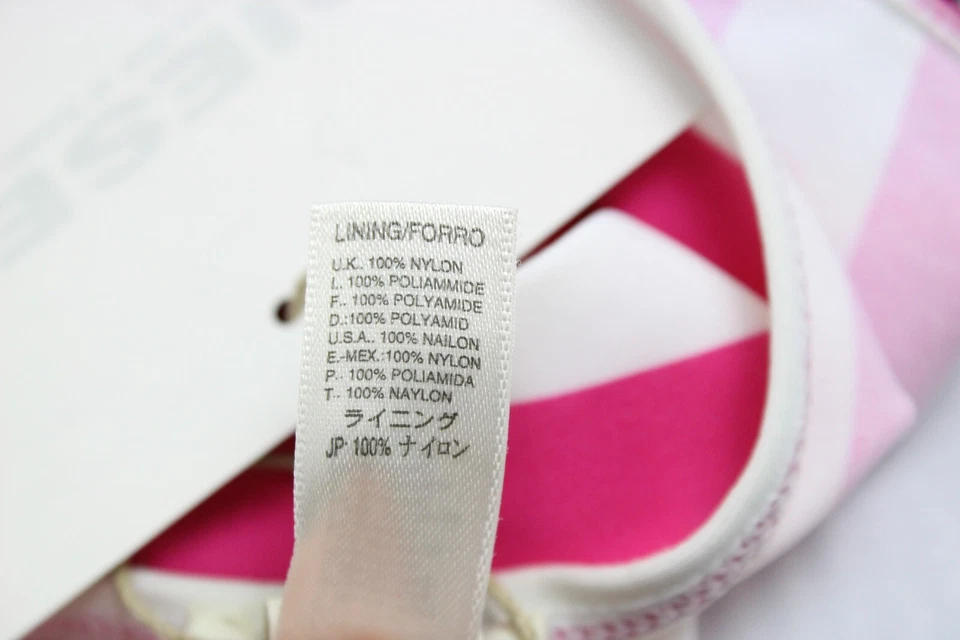 LINING/FORRO
U.K.. 100% NYLON
I.. 100% POLIAMMIDE
F.. 100% POLYAMIDE
D.:100% POLYAMID
U.S.A.. 100% NAILON
E.-MEX.:100% NYLON
P.. 100% POLIAMIDA
T.. 100% NAYLON
ライニング
JP 100% ナイロン